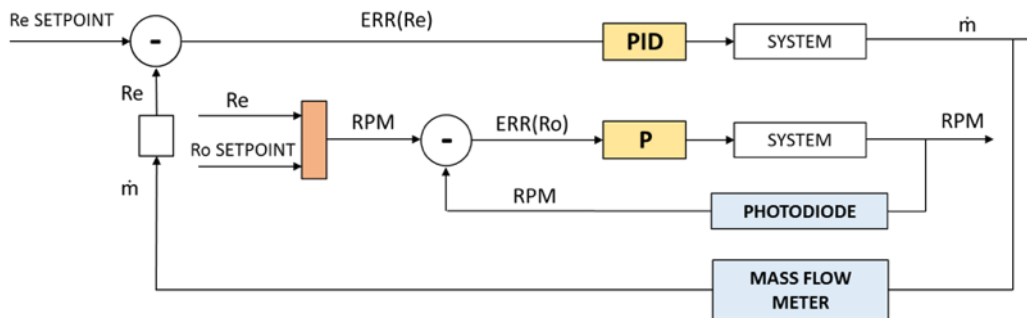 Re SETPOINT
-
ERR(Re)
PID
SYSTEM
ṁ
Re
Re
Ro SETPOINT
RPM
-
ERR(Ro)
P
SYSTEM
RPM
ṁ
RPM
PHOTODIODE
MASS FLOW
METER